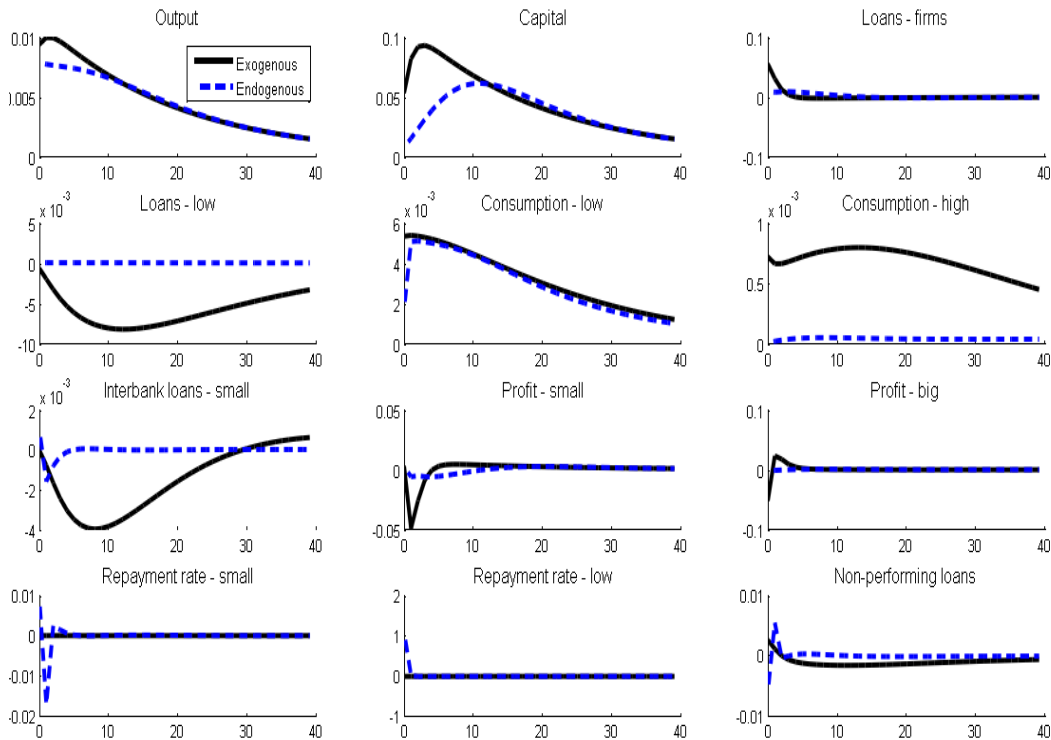 Output Capital Loans - firms
0.01 0.1 0.1
Exogenous
Endogenous
0.005 0.05 0
0 0 -0.1
0 10 20 30 40 0 10 20 30 40 0 10 20 30 40
x 10-3 Loans - low x 10-3 Consumption - low x 10-3 Consumption - high
5 6 1
0 4 0.5
-5 2
-10 0 0
0 10 20 30 40 0 10 20 30 40 0 10 20 30 40
x 10-3 Interbank loans - small Profit - small Profit - big
2 0.05 0.1
0 0 0
-2
-4 -0.05 -0.1
0 10 20 30 40 0 10 20 30 40 0 10 20 30 40
Repayment rate - small Repayment rate - low Non-performing loans
0.01 2 0.01
0 1 0
-0.01 0
-0.02 -1 -0.01
0 10 20 30 40 0 10 20 30 40 0 10 20 30 40